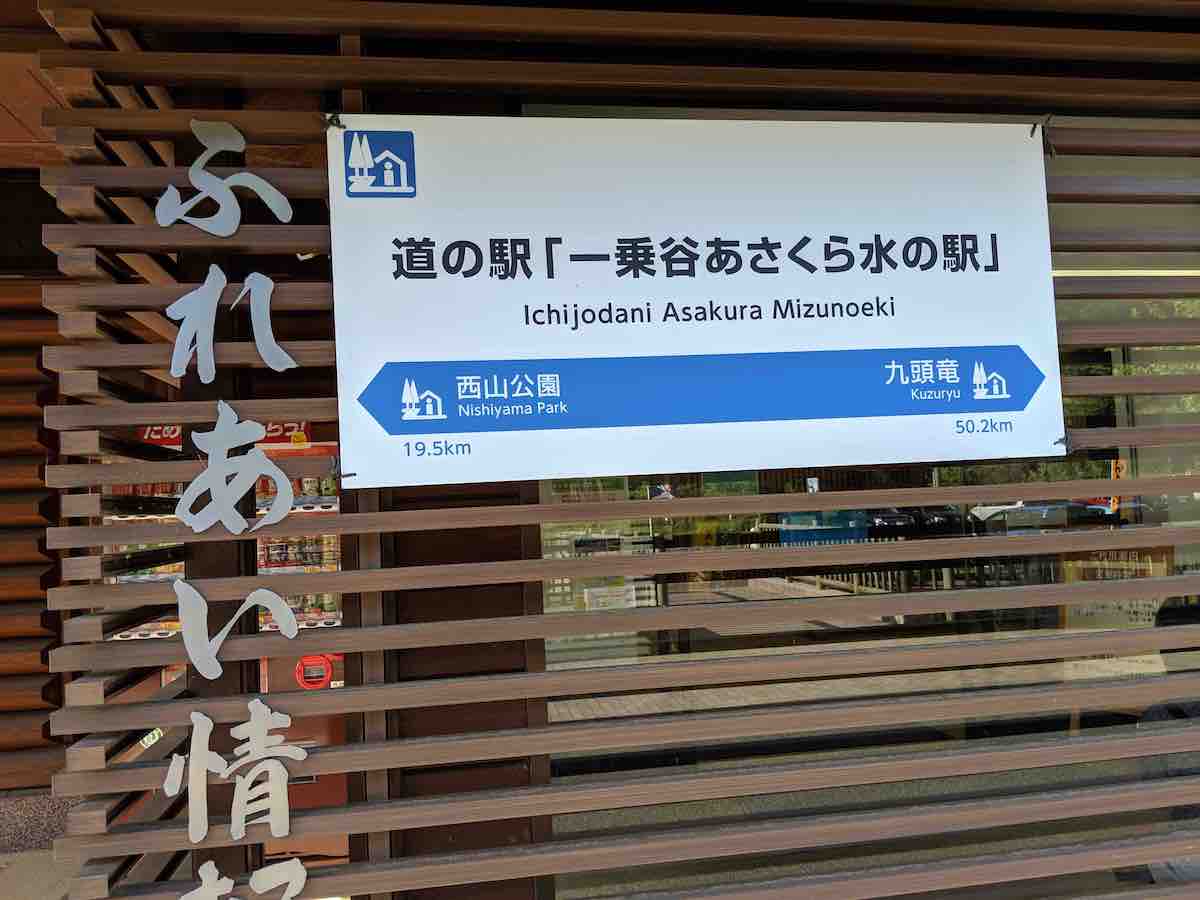 道の駅「一乗谷あさくら水の駅」
Ichijodani Asakura Mizunoeki
西山公園
Nishiyama Park
19.5km
九頭竜
Kuzuryu
50.2km
ふれあい情